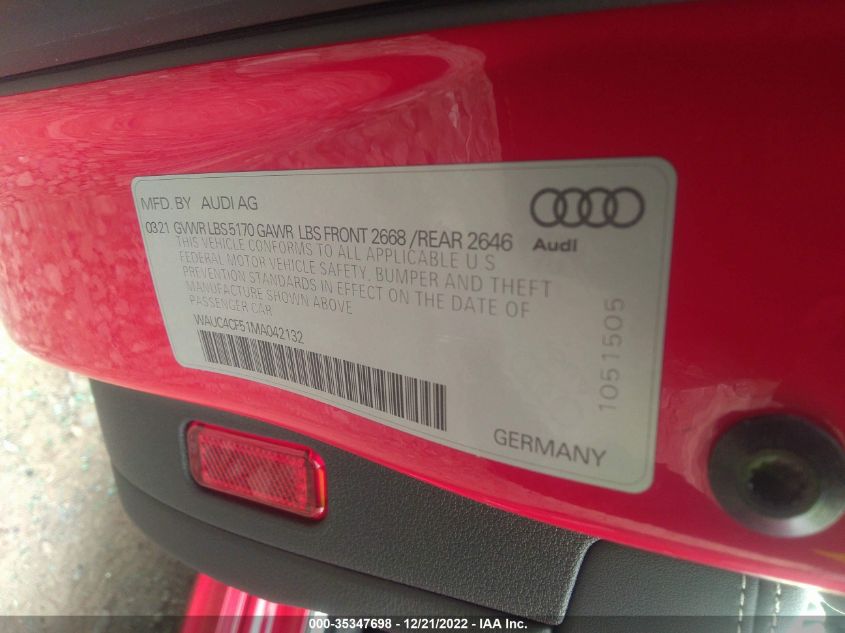 MFD. BY AUDI AG
03.21 GVWR LBS 5170 GAWR LBS FRONT 2668 / REAR 2646
THIS VEHICLE CONFORMS TO ALL APPLICABLE U S
FEDERAL MOTOR VEHICLE SAFETY, BUMPER AND THEFT
PREVENTION STANDARDS IN EFFECT ON THE DATE OF
MANUFACTURE SHOWN ABOVE
PASSENGER CAR
WAUC4CF51MA042132
Audi
1051505
GERMANY
000-35347698 - 12/21/2022 - IAA Inc.